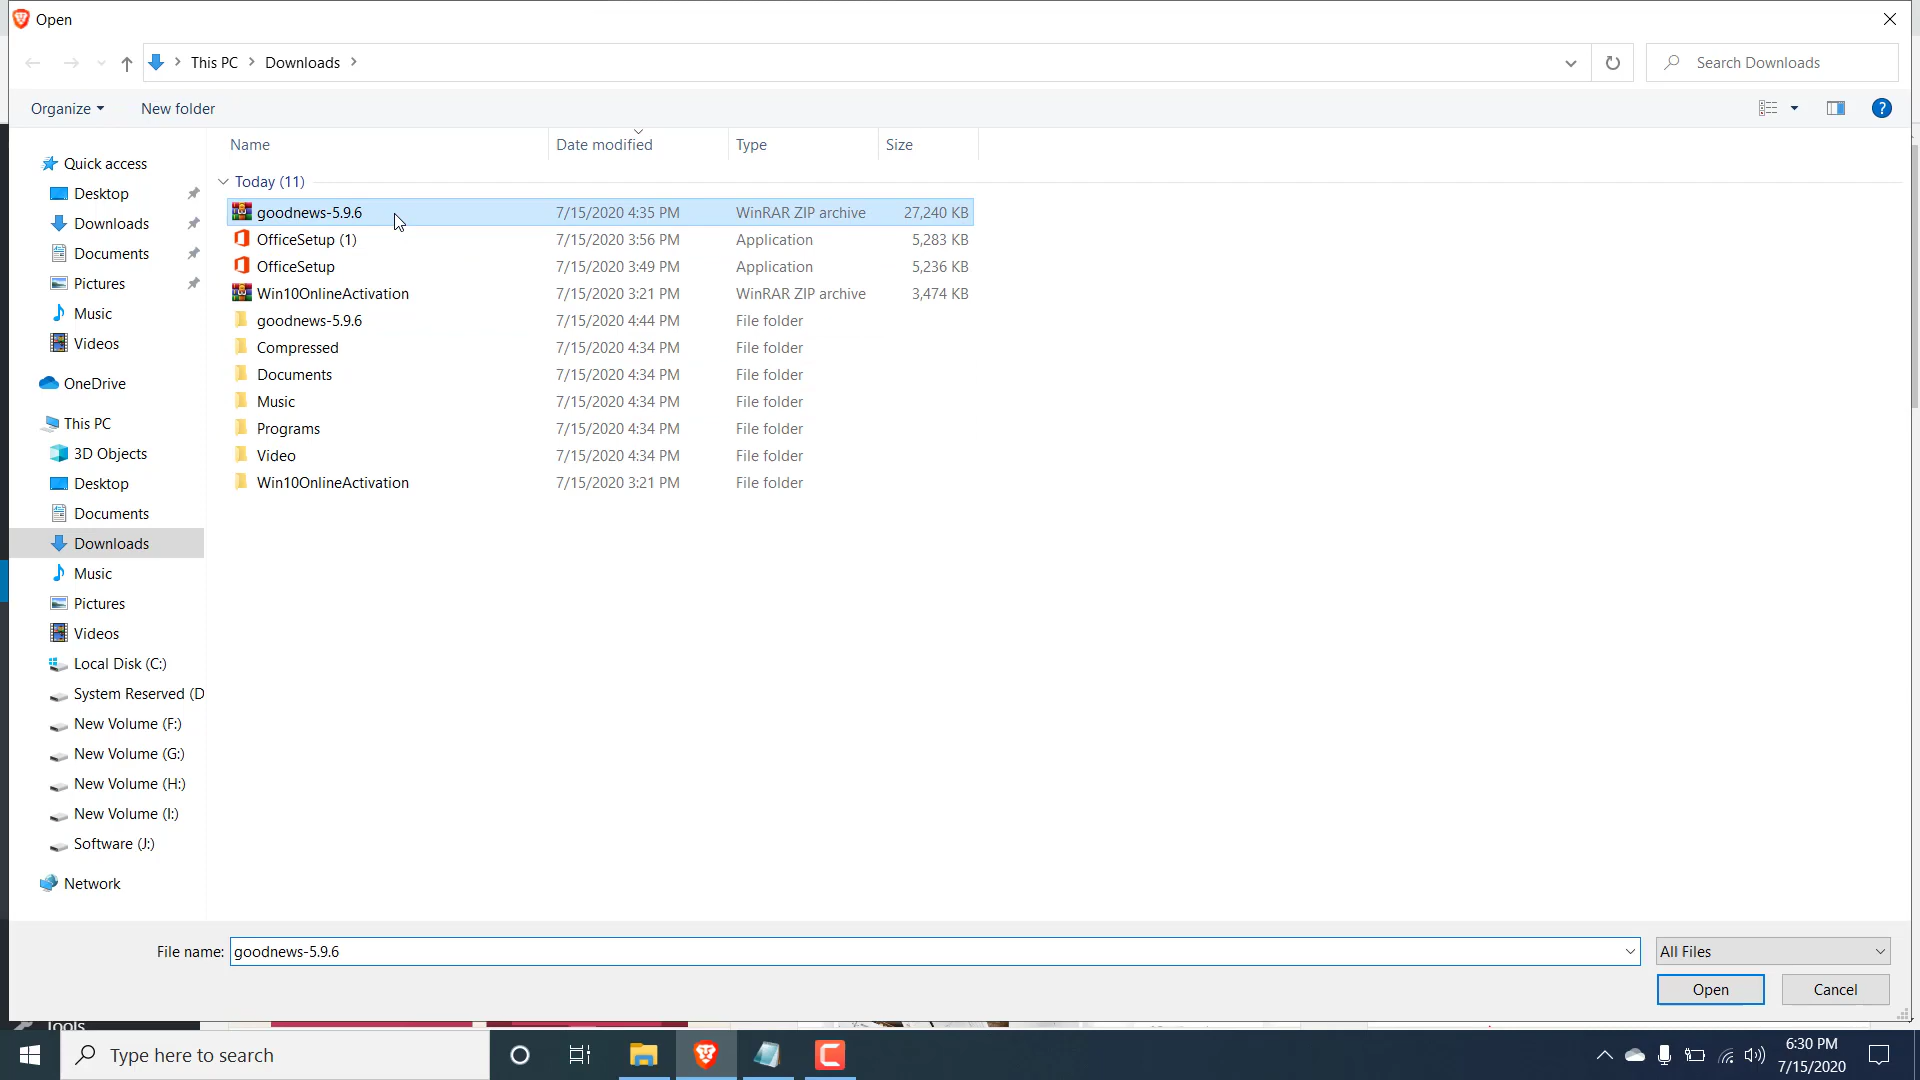 Open
This PC
Downloads
Search Downloads
Organize
New folder
?
Name
Date modified
Type
Size
Quick access
Desktop
Downloads
Documents
Pictures
Music
Videos
OneDrive
This PC
3D Objects
Desktop
Documents
Downloads
Music
Pictures
Videos
Local Disk (C:)
System Reserved (D
New Volume (F:)
New Volume (G:)
New Volume (H:)
New Volume (I:)
Software (J:)
Network
Today (11)
goodnews-5.9.6 7/15/2020 4:35 PM WinRAR ZIP archive 27,240 KB
OfficeSetup (1) 7/15/2020 3:56 PM Application 5,283 KB
OfficeSetup 7/15/2020 3:49 PM Application 5,236 KB
Win10OnlineActivation 7/15/2020 3:21 PM WinRAR ZIP archive 3,474 KB
goodnews-5.9.6 7/15/2020 4:44 PM File folder
Compressed 7/15/2020 4:34 PM File folder
Documents 7/15/2020 4:34 PM File folder
Music 7/15/2020 4:34 PM File folder
Programs 7/15/2020 4:34 PM File folder
Video 7/15/2020 4:34 PM File folder
Win10OnlineActivation 7/15/2020 3:21 PM File folder
File name: goodnews-5.9.6
All Files
Open
Cancel
Tools
Type here to search
6:30 PM
7/15/2020